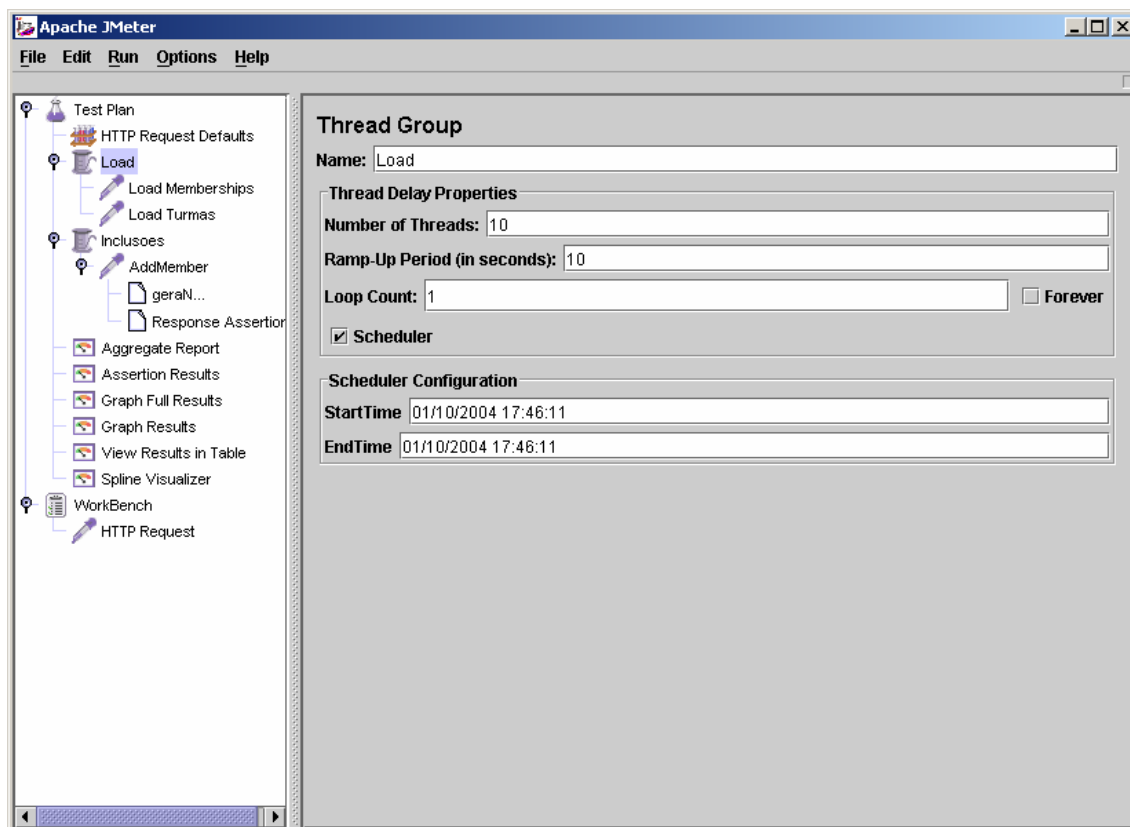 Apache JMeter
File Edit Run Options Help
Test Plan
HTTP Request Defaults
Load
Load Memberships
Load Turmas
Inclusoes
AddMember
geraN...
Response Assertion
Aggregate Report
Assertion Results
Graph Full Results
Graph Results
View Results in Table
Spline Visualizer
WorkBench
HTTP Request
Thread Group
Name: Load
Thread Delay Properties
Number of Threads: 10
Ramp-Up Period (in seconds): 10
Loop Count: 1 Forever
Scheduler
Scheduler Configuration
StartTime 01/10/2004 17:46:11
EndTime 01/10/2004 17:46:11